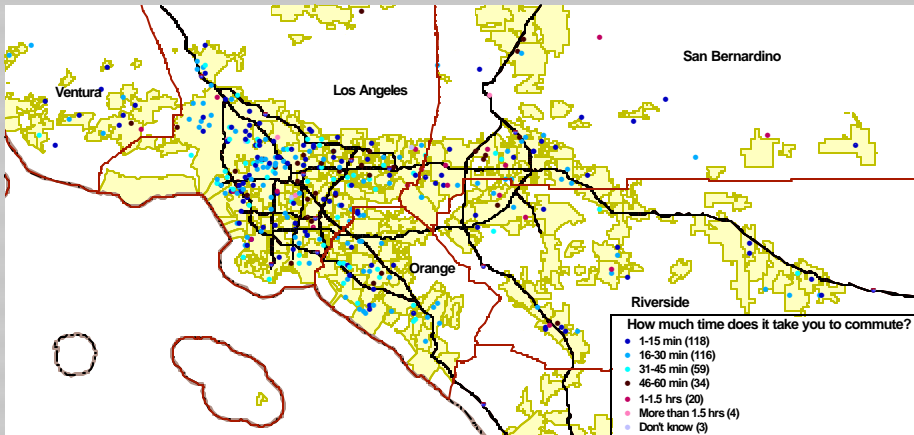 San Bernardino
Ventura
Los Angeles
Orange
Riverside
How much time does it take you to commute?
1-15 min (118)
16-30 min (116)
31-45 min (59)
46-60 min (34)
1-1.5 hrs (20)
More than 1.5 hrs (4)
Don't know (3)